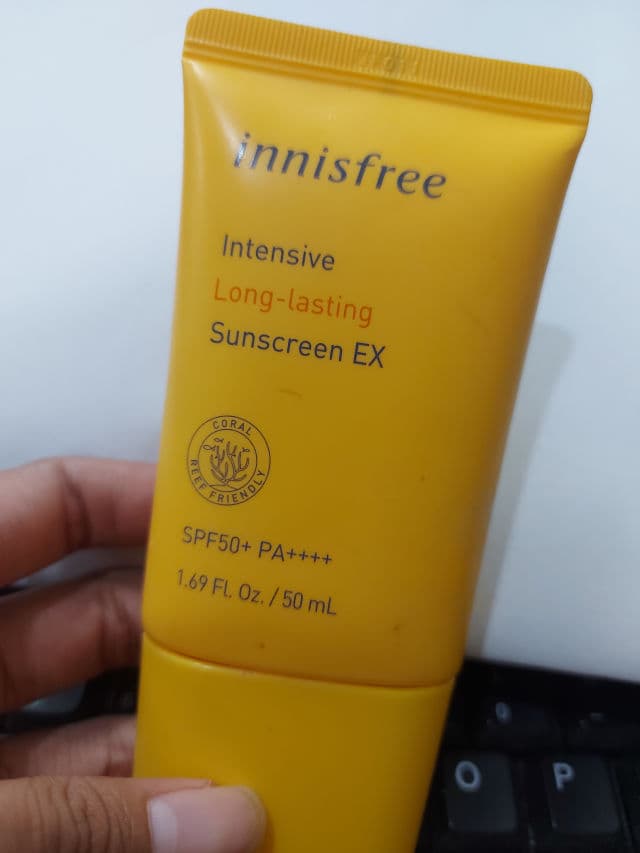 innisfree
Intensive
Long-lasting
Sunscreen EX
CORAL
REEF FRIENDLY
SPF50+ PA++++
1.69 FL. Oz. / 50 mL
O
P